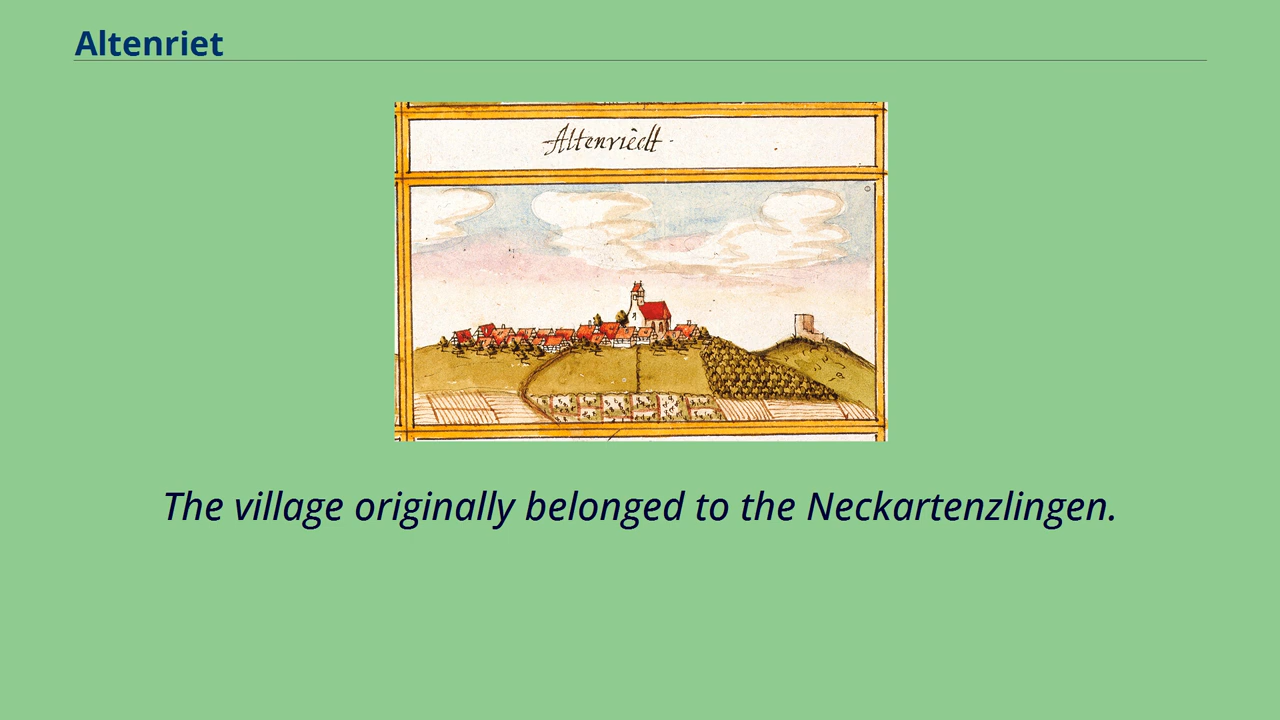 Altenriet
Altenriedt.
The village originally belonged to the Neckartenzlingen.